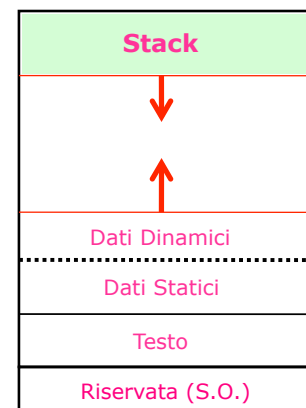 Stack
Dati Dinamici
Dati Statici
Testo
Riservata (S.O.)